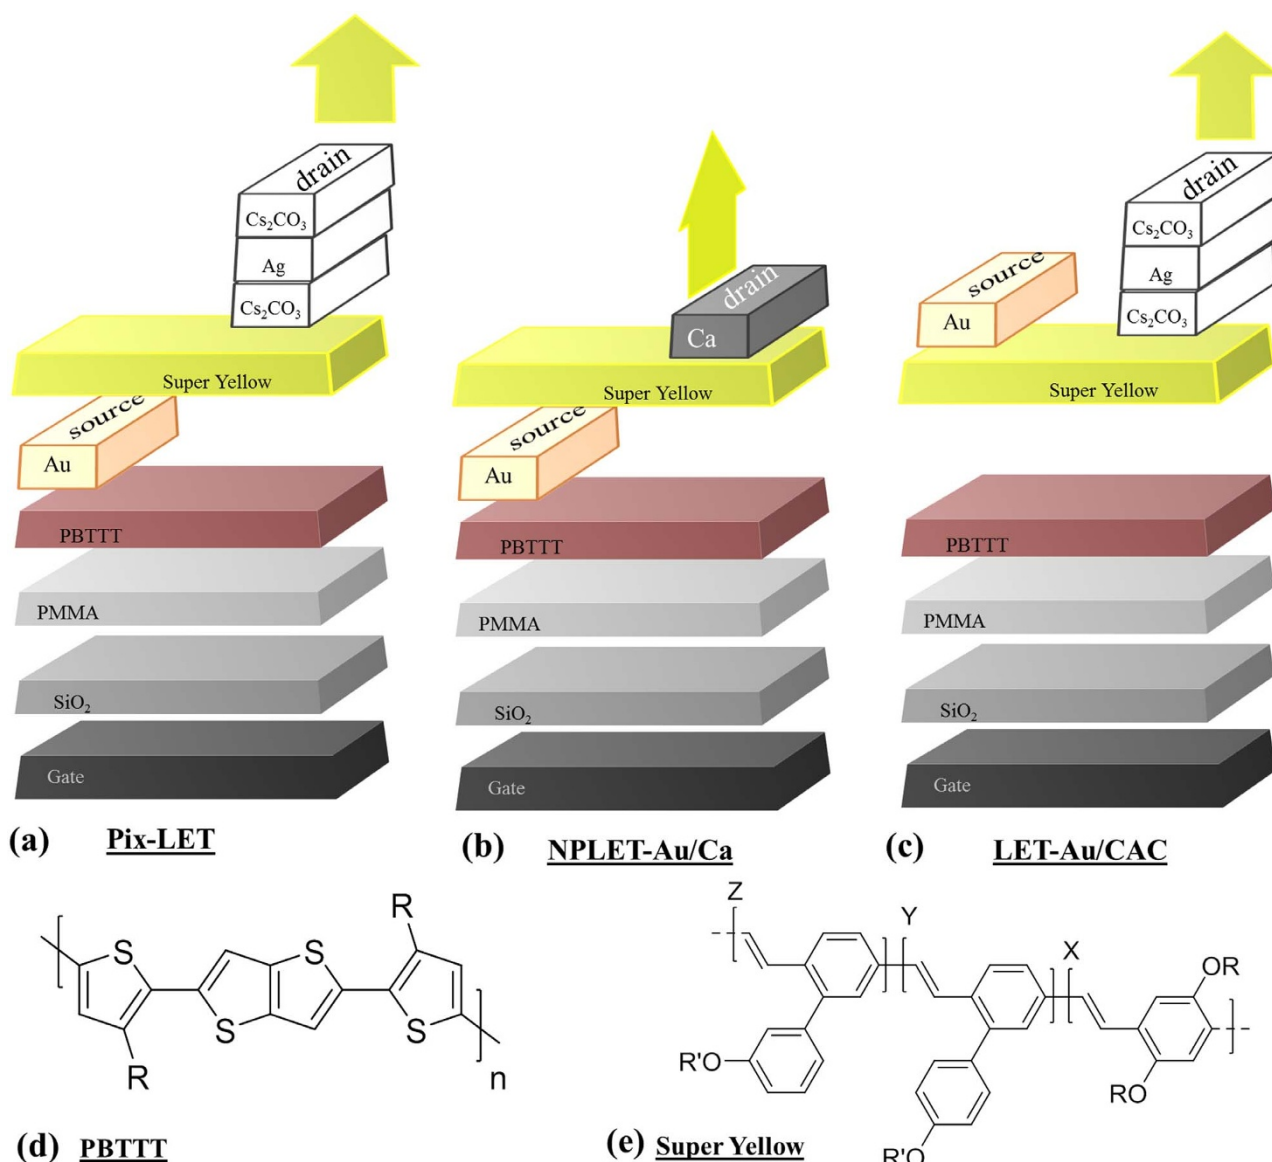 drain
Cs₂CO₃
Ag
Cs₂CO₃
Super Yellow
source
Au
PBTTT
PMMA
SiO₂
Gate
(a) Pix-LET
drain
Ca
Super Yellow
source
Au
PBTTT
PMMA
SiO₂
Gate
(b) NPLET-Au/Ca
drain
Cs₂CO₃
Ag
Cs₂CO₃
source
Au
Super Yellow
PBTTT
PMMA
SiO₂
Gate
(c) LET-Au/CAC
R
S
S
S
S
R
n
(d) PBTTT
Z
Y
X
OR
R'O
RO
R'O
(e) Super Yellow